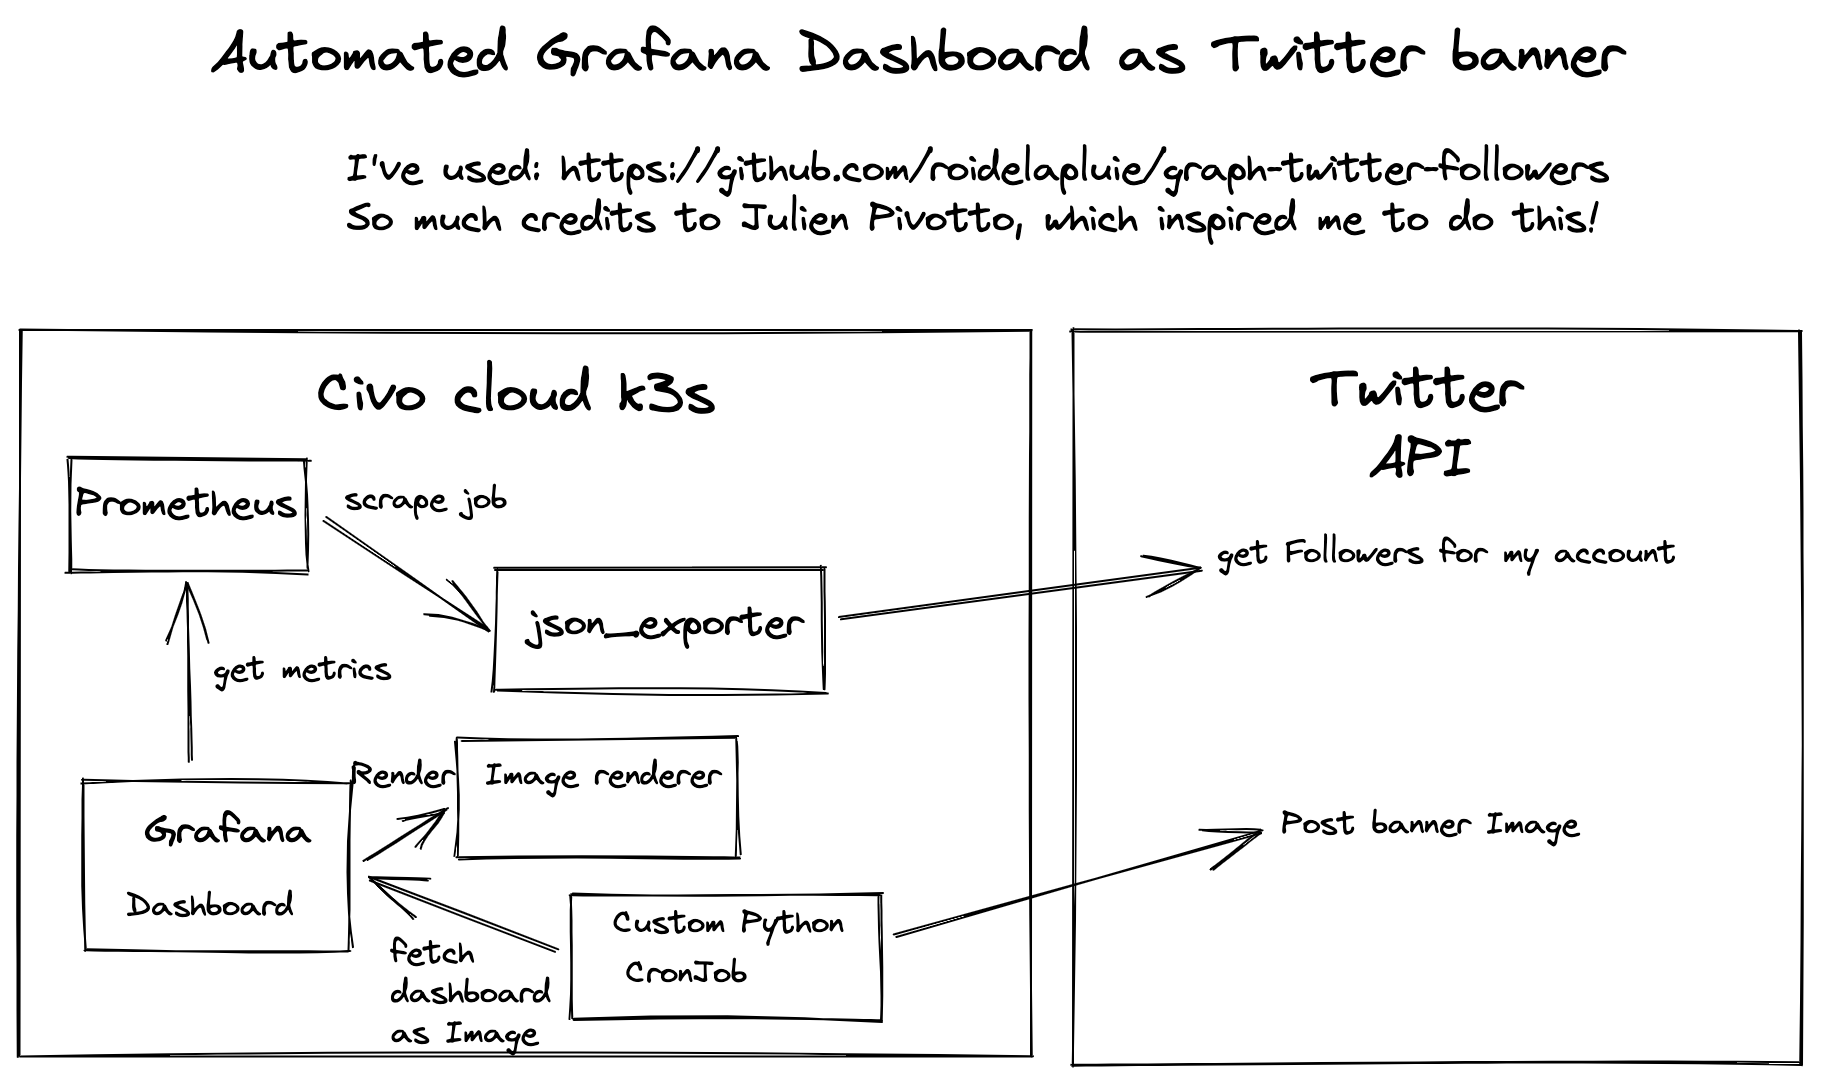 Automated Grafana Dashboard as Twitter banner
I've used: https://github.com/roidelapluie/graph-twitter-followers
So much credits to Julien Pivotto, which inspired me to do this!
Civo cloud k3s
Prometheus
scrape job
json_exporter
get metrics
Render
Image renderer
Grafana
Dashboard
fetch
dashboard
as Image
Custom Python
CronJob
Twitter
API
get Followers for my account
Post banner Image